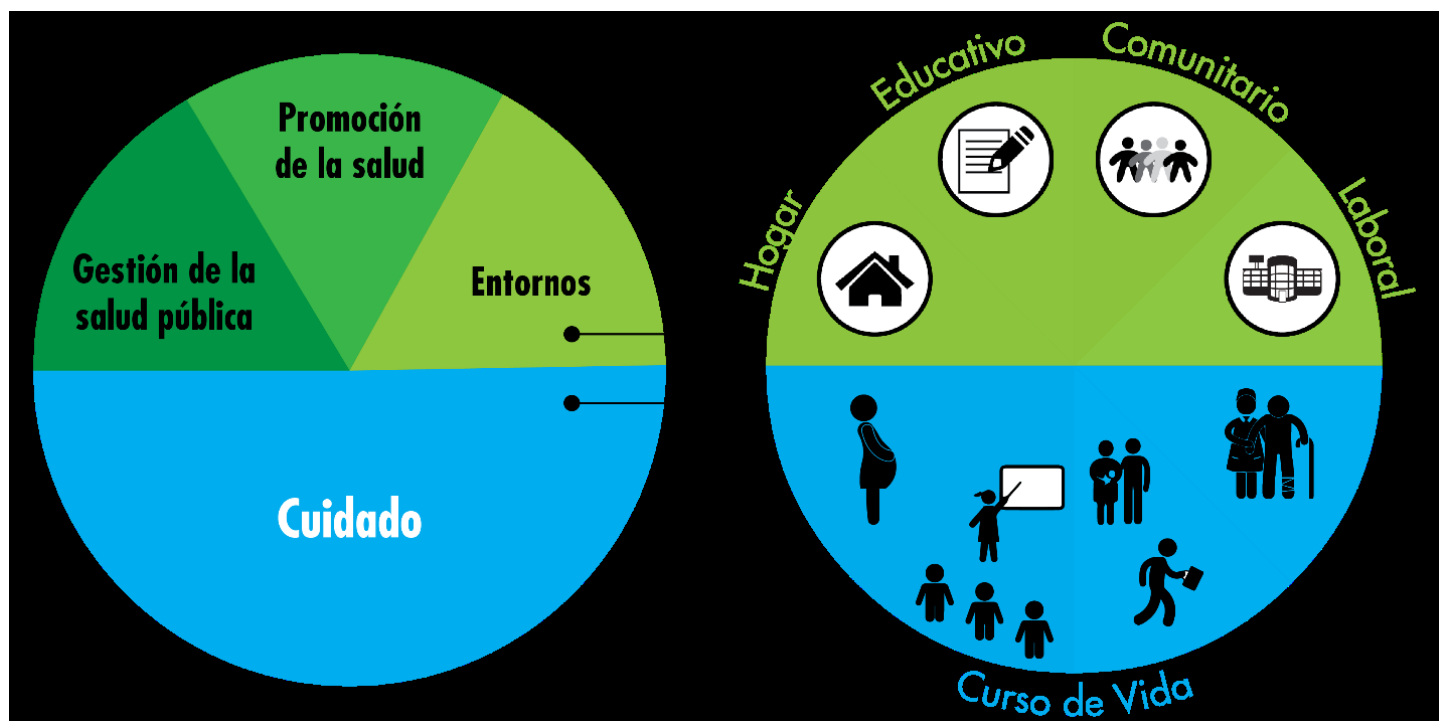 Promoción
de la salud
Gestión de la
salud pública
Entornos
Cuidado
Hogar
Educativo
Comunitario
Laboral
Curso de Vida